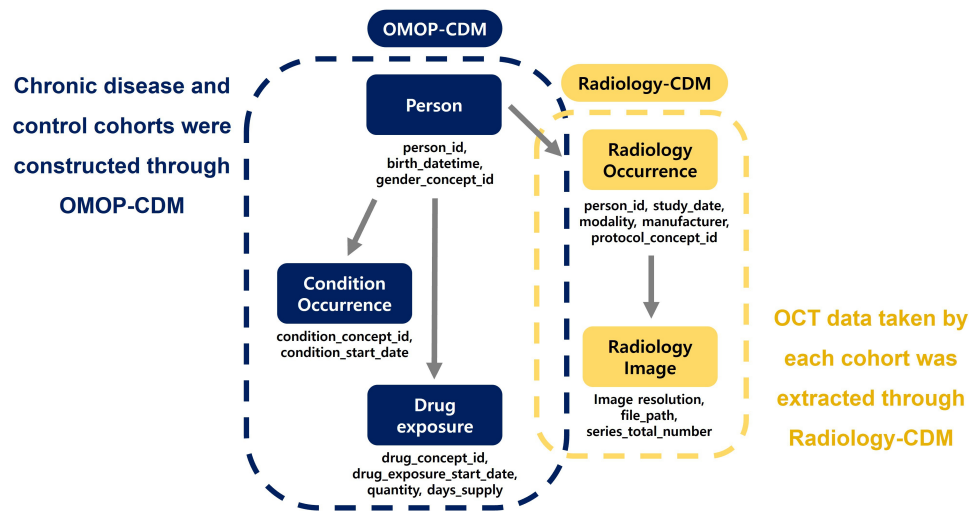 OMOP-CDM
Chronic disease and
control cohorts were
constructed through
OMOP-CDM
Person
person_id,
birth_datetime,
gender_concept_id
Condition
Occurrence
condition_concept_id,
condition_start_date
Drug
exposure
drug_concept_id,
drug_exposure_start_date,
quantity, days_supply
Radiology-CDM
Radiology
Occurrence
person_id, study_date,
modality, manufacturer,
protocol_concept_id
Radiology
Image
Image resolution,
file_path,
series_total_number
OCT data taken by
each cohort was
extracted through
Radiology-CDM